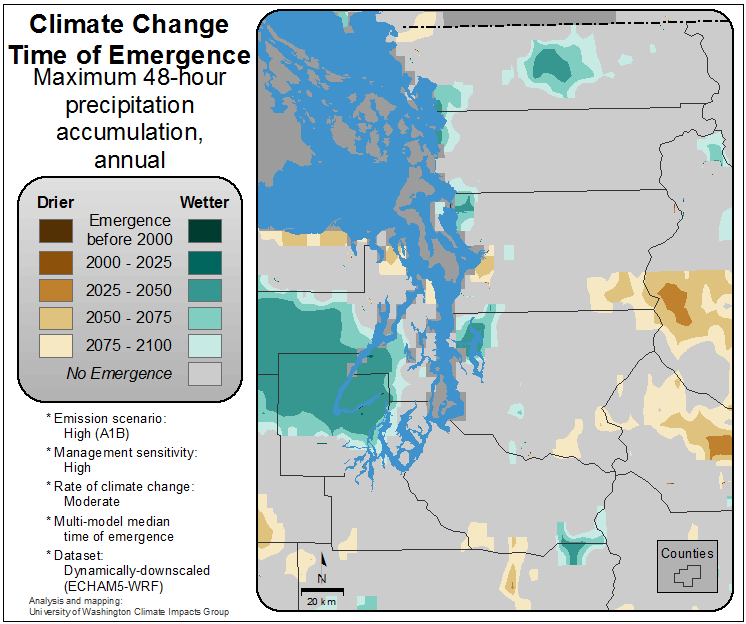 Climate Change
Time of Emergence
Maximum 48-hour
precipitation
accumulation,
annual
Drier Wetter
Emergence
before 2000
2000 - 2025
2025 - 2050
2050 - 2075
2075 - 2100
No Emergence
* Emission scenario:
High (A1B)
* Management sensitivity:
High
* Rate of climate change:
Moderate
* Multi-model median
time of emergence
* Dataset:
Dynamically-downscaled
(ECHAM5-WRF)
Analysis and mapping:
University of Washington Climate Impacts Group
N
20 km
Counties